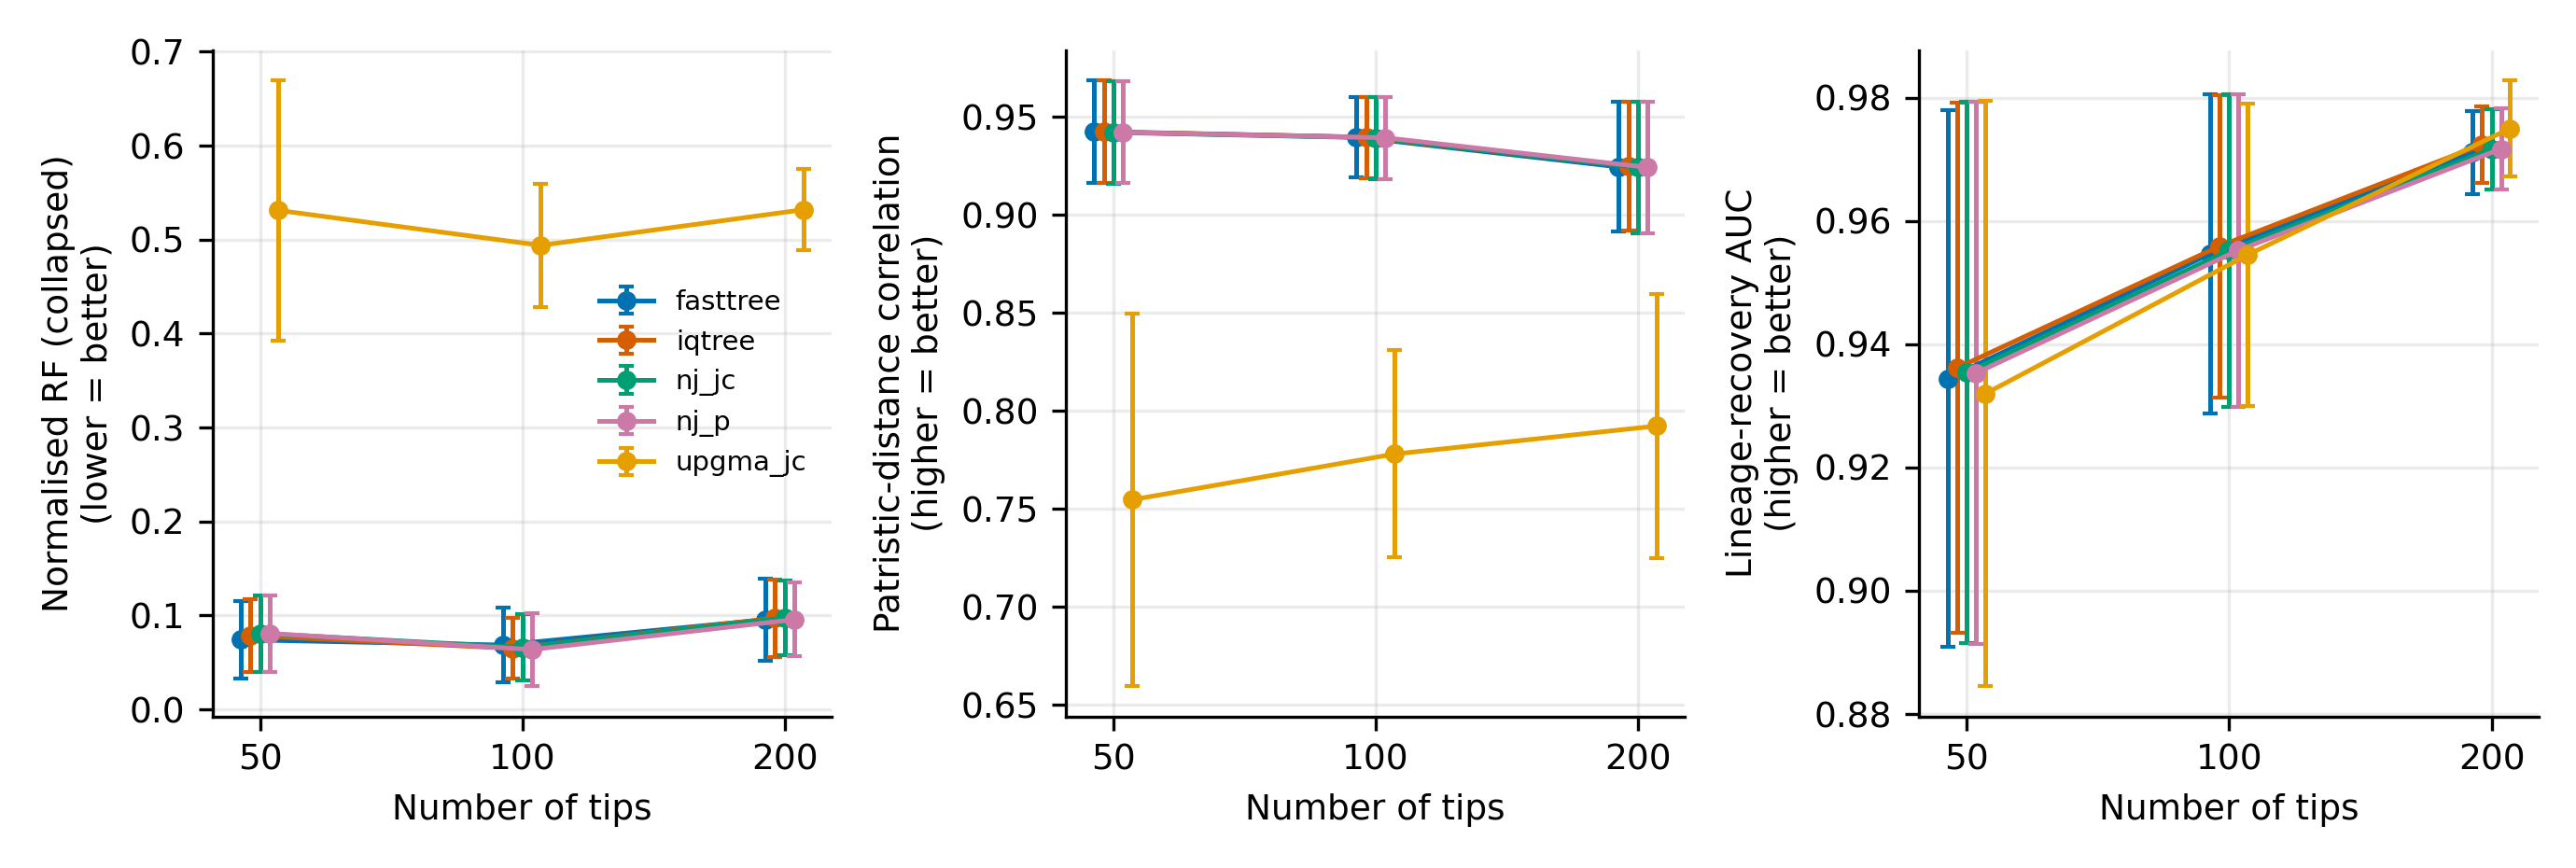 Normalised RF (collapsed)
(lower = better)
0.7
0.6
0.5
0.4
0.3
0.2
0.1
0.0
50
100
200
Number of tips
fasttree
iqtree
nj_jc
nj_p
upgma_jc
Patristic-distance correlation
(higher = better)
0.95
0.90
0.85
0.80
0.75
0.70
0.65
50
100
200
Number of tips
Lineage-recovery AUC
(higher = better)
0.98
0.96
0.94
0.92
0.90
0.88
50
100
200
Number of tips